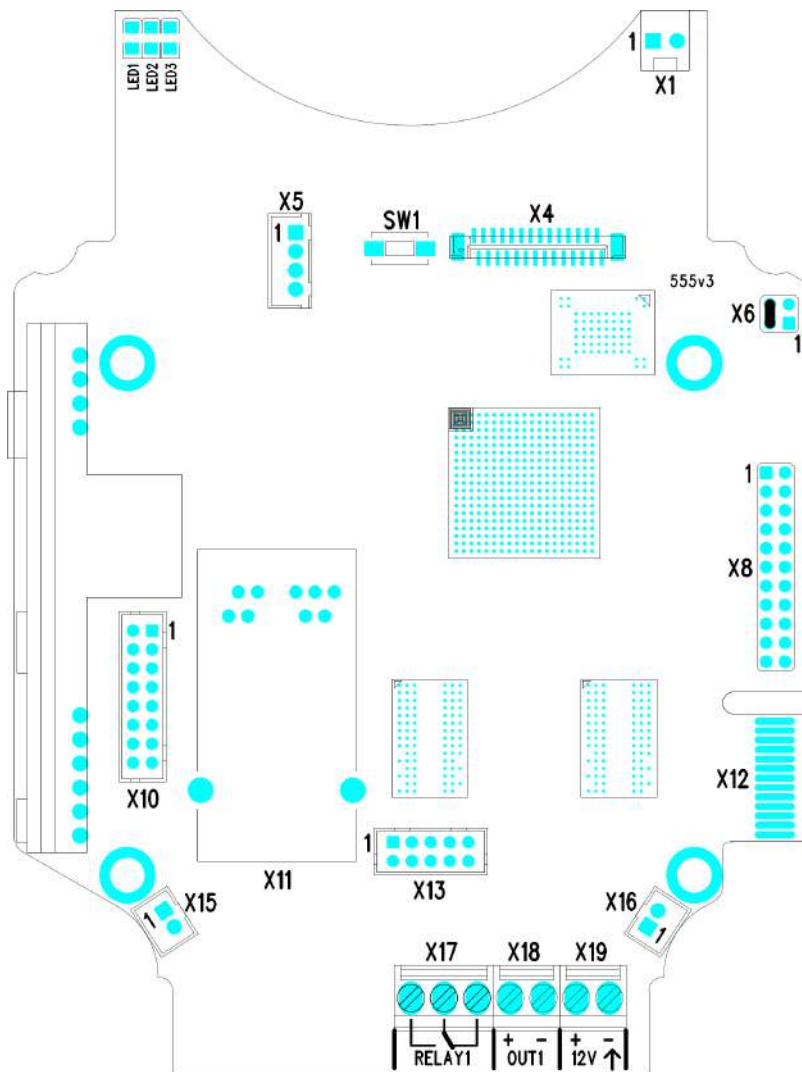 LED1 LED2 LED3
1
X1
X5
1
SW1
X4
555v3
X6
1
1
X8
1
X10
X12
1
X11
X13
X15
1
X16
1
X17 X18 X19
+ - + -
RELAY1 OUT1 12V ↑